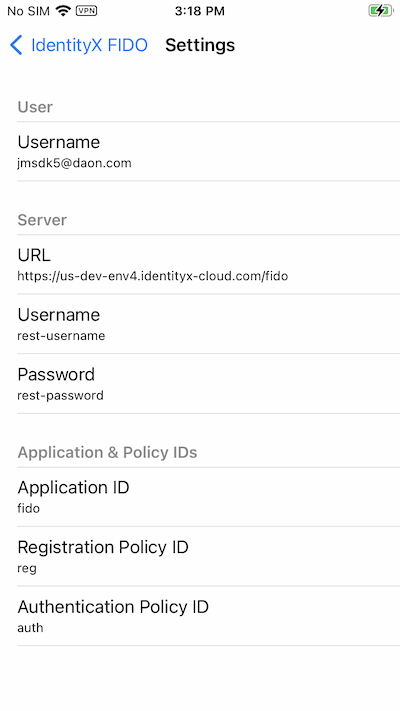 No SIM VPN 3:18 PM
IdentityX FIDO Settings
User
Username
jmsdk5@daon.com
Server
URL
https://us-dev-env4.identityx-cloud.com/fido
Username
rest-username
Password
rest-password
Application & Policy IDs
Application ID
fido
Registration Policy ID
reg
Authentication Policy ID
auth